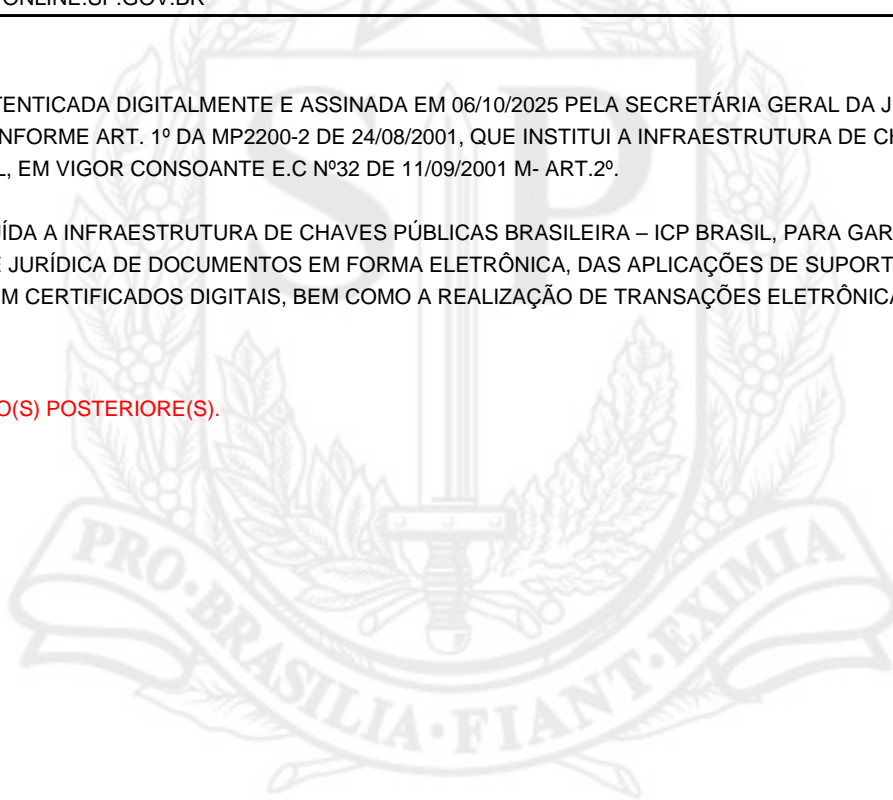 ONLINE.SP.GOV.BR
TENTICADA DIGITALMENTE E ASSINADA EM 06/10/2025 PELA SECRETÁRIA GERAL DA J
NFORME ART. 1º DA MP2200-2 DE 24/08/2001, QUE INSTITUI A INFRAESTRUTURA DE CH
L, EM VIGOR CONSOANTE E.C Nº32 DE 11/09/2001 M- ART.2º.
UÍDA A INFRAESTRUTURA DE CHAVES PÚBLICAS BRASILEIRA – ICP BRASIL, PARA GAR
E JURÍDICA DE DOCUMENTOS EM FORMA ELETRÔNICA, DAS APLICAÇÕES DE SUPORT
M CERTIFICADOS DIGITAIS, BEM COMO A REALIZAÇÃO DE TRANSAÇÕES ELETRÔNICA
O(S) POSTERIORE(S).
SP
PRO·BRASILIA·FIANT·EXIMIA